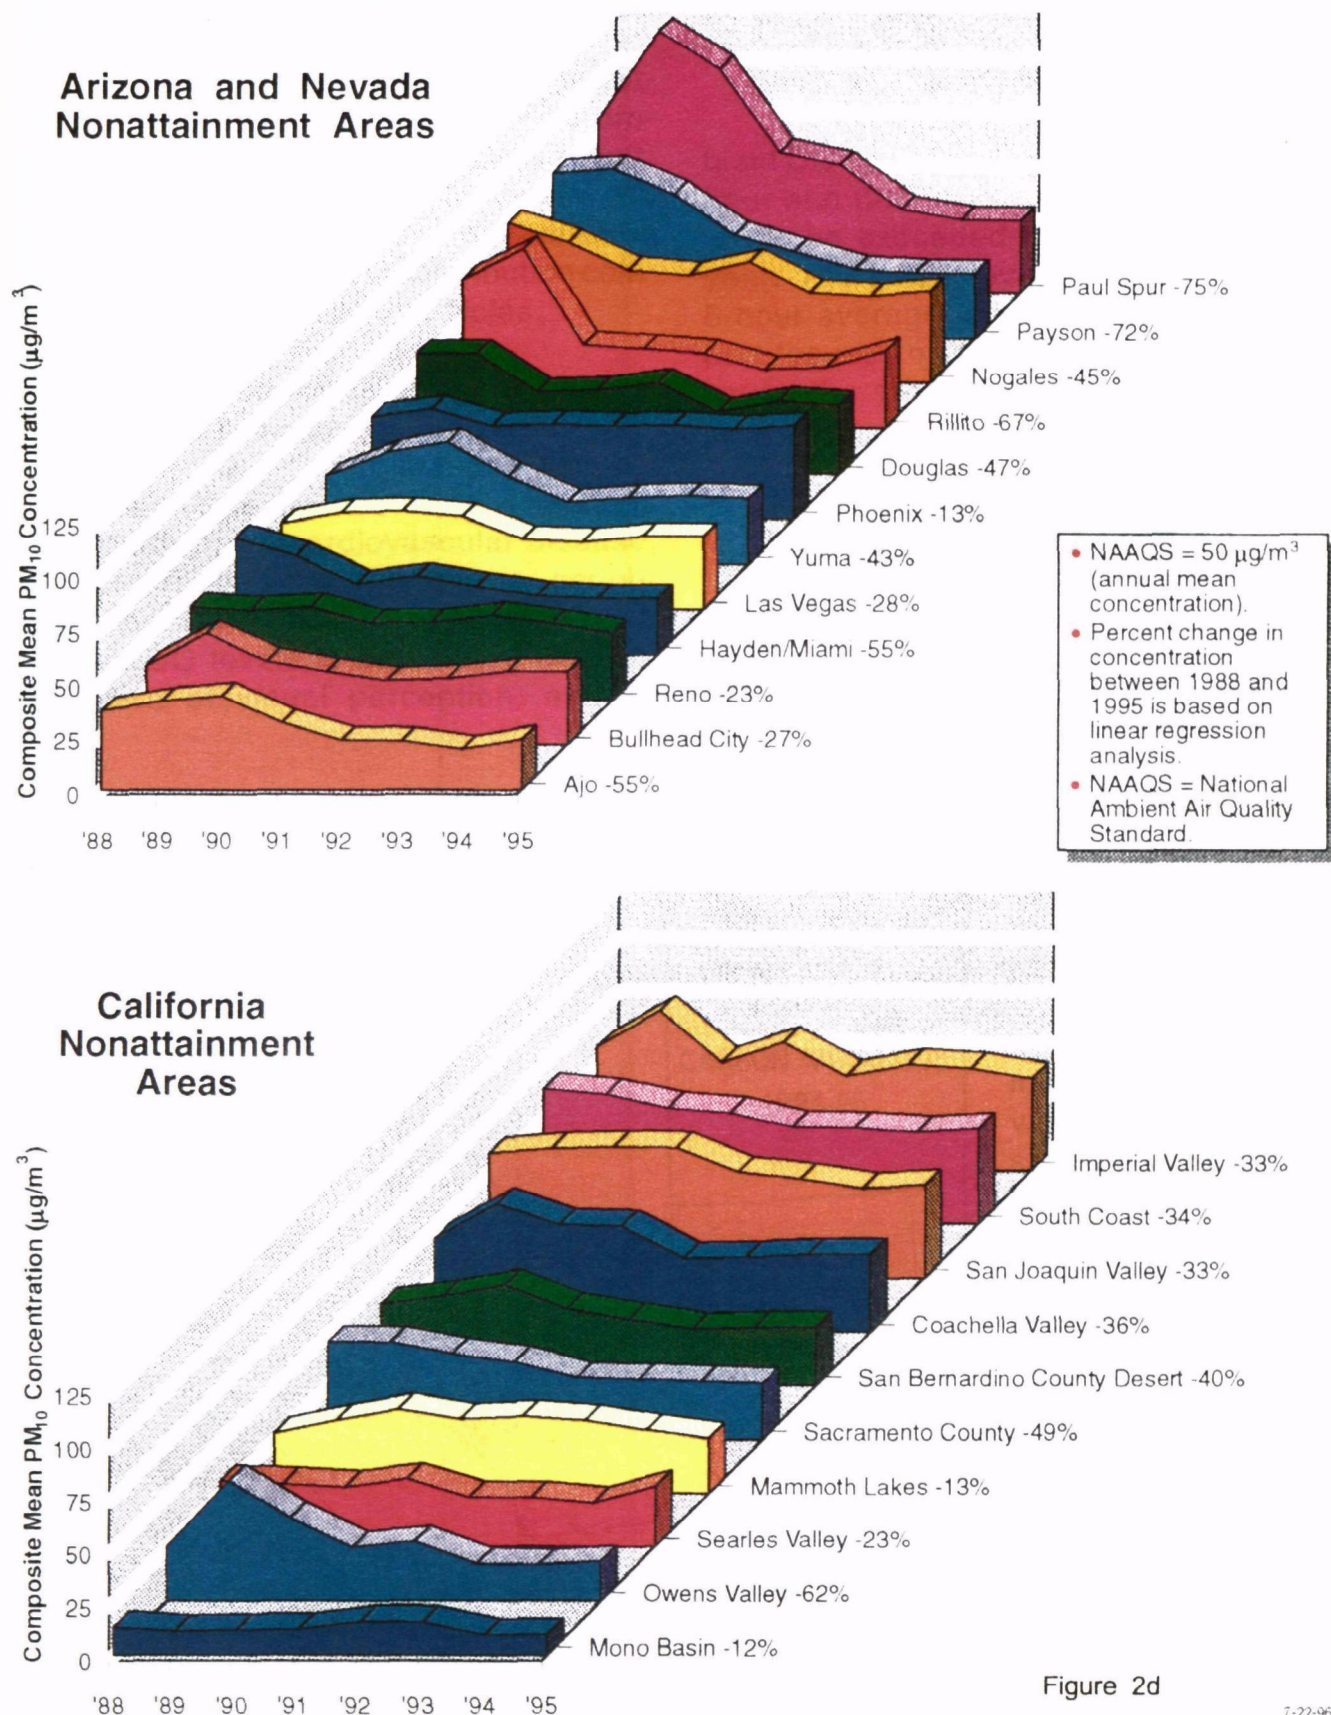 Arizona and Nevada
Nonattainment Areas
Composite Mean PM10 Concentration (µg/m3)
125
100
75
50
25
0
'88 '89 '90 '91 '92 '93 '94 '95
Paul Spur -75%
Payson -72%
Nogales -45%
Rillito -67%
Douglas -47%
Phoenix -13%
Yuma -43%
Las Vegas -28%
Hayden/Miami -55%
Reno -23%
Bullhead City -27%
Ajo -55%
• NAAQS = 50 µg/m3
(annual mean
concentration).
• Percent change in
concentration
between 1988 and
1995 is based on
linear regression
analysis.
• NAAQS = National
Ambient Air Quality
Standard.
California
Nonattainment
Areas
Composite Mean PM10 Concentration (µg/m3)
125
100
75
50
25
0
'88 '89 '90 '91 '92 '93 '94 '95
Imperial Valley -33%
South Coast -34%
San Joaquin Valley -33%
Coachella Valley -36%
San Bernardino County Desert -40%
Sacramento County -49%
Mammoth Lakes -13%
Searles Valley -23%
Owens Valley -62%
Mono Basin -12%
Figure 2d
7-22-96